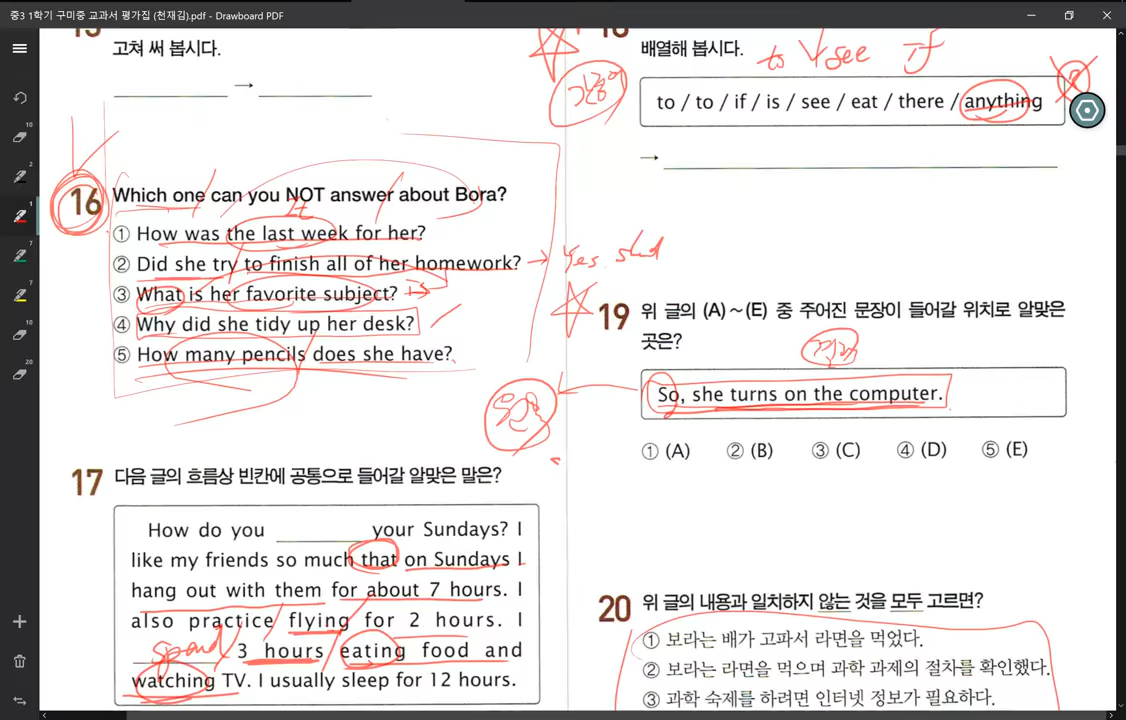 중3 1학기 구미중 교과서 평가집 (천재김).pdf - Drawboard PDF
고쳐 써 봅시다.
→
16 Which one can you NOT answer about Bora?
① How was the last week for her?
② Did she try to finish all of her homework? → Yes. she
③ What is her favorite subject?
④ Why did she tidy up her desk?
⑤ How many pencils does she have?
17 다음 글의 흐름상 빈칸에 공통으로 들어갈 알맞은 말은?
How do you ________ your Sundays? I
like my friends so much that on Sundays I
hang out with them for about 7 hours. I
also practice flying for 2 hours. I
spend 3 hours eating food and
watching TV. I usually sleep for 12 hours.
배열해 봅시다.
to see if
to / to / if / is / see / eat / there / anything
→
19 위 글의 (A)~(E) 중 주어진 문장이 들어갈 위치로 알맞은
곳은?
So, she turns on the computer.
① (A) ② (B) ③ (C) ④ (D) ⑤ (E)
20 위 글의 내용과 일치하지 않는 것을 모두 고르면?
① 보라는 배가 고파서 라면을 먹었다.
② 보라는 라면을 먹으며 과학 과제의 절차를 확인했다.
③ 과학 숙제를 하려면 인터넷 정보가 필요하다.